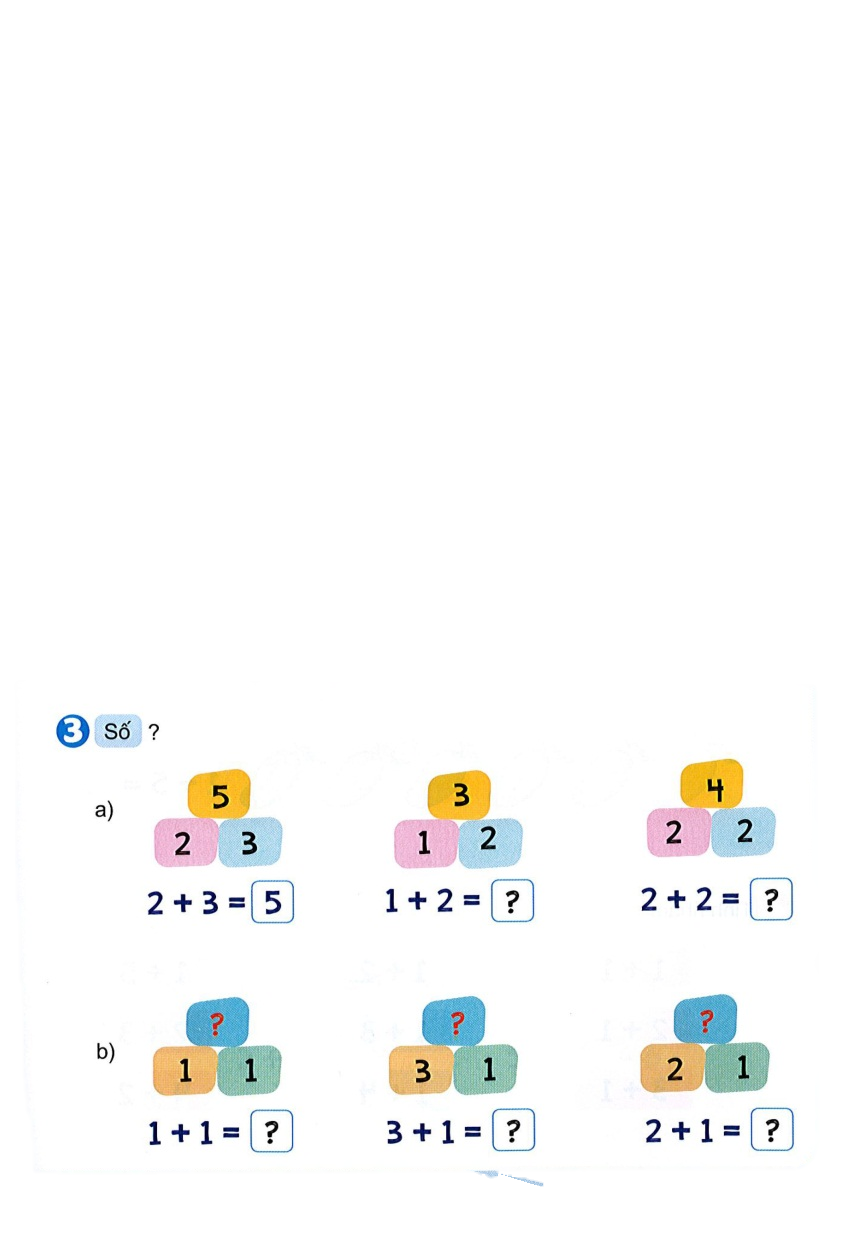 3 Số ?
a)
5 3 4
2 3 1 2 2 2
2 + 3 = 5 1 + 2 = ? 2 + 2 = ?
b)
? ? ?
1 1 3 1 2 1
1 + 1 = ? 3 + 1 = ? 2 + 1 = ?